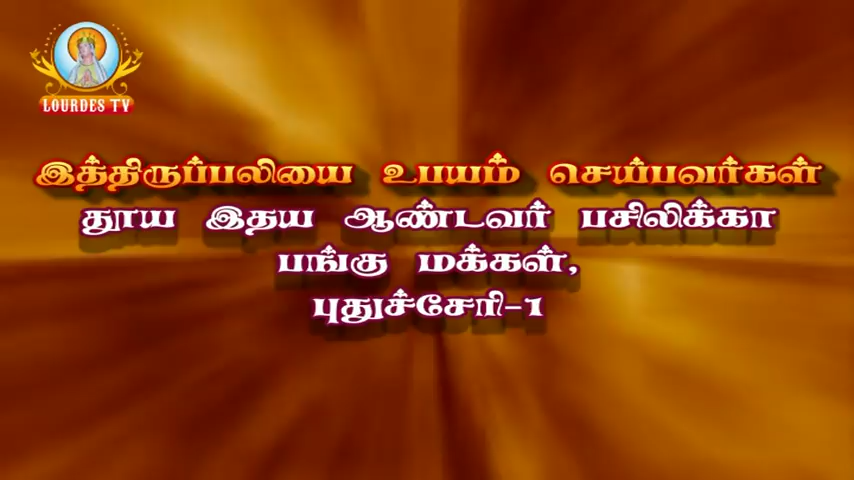 LOURDES TV
இத்திருப்பலியை உபயம் செய்பவர்கள்
தூய இதய ஆண்டவர் பசிலிக்கா
பங்கு மக்கள்,
புதுச்சேரி-1